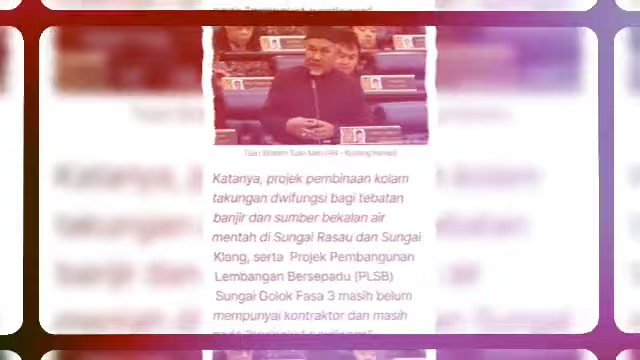 Katanya, projek pembinaan kolam
takungan dwifungsi bagi tebatan
banjir dan sumber bekalan air
mentah di Sungai Rasau dan Sungai
Klang, serta Projek Pembangunan
Lembangan Bersepadu (PLSB)
Sungai Golok Fasa 3 masih belum
mempunyai kontraktor dan masih